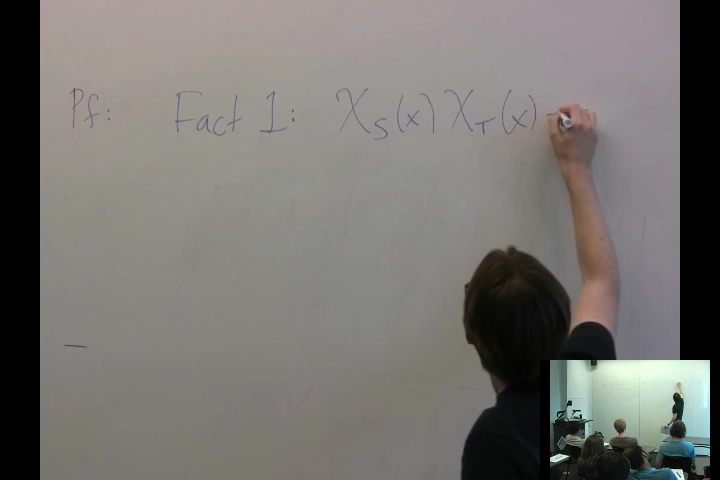 Pf: Fact 1: χ_S(x) χ_T(x) -